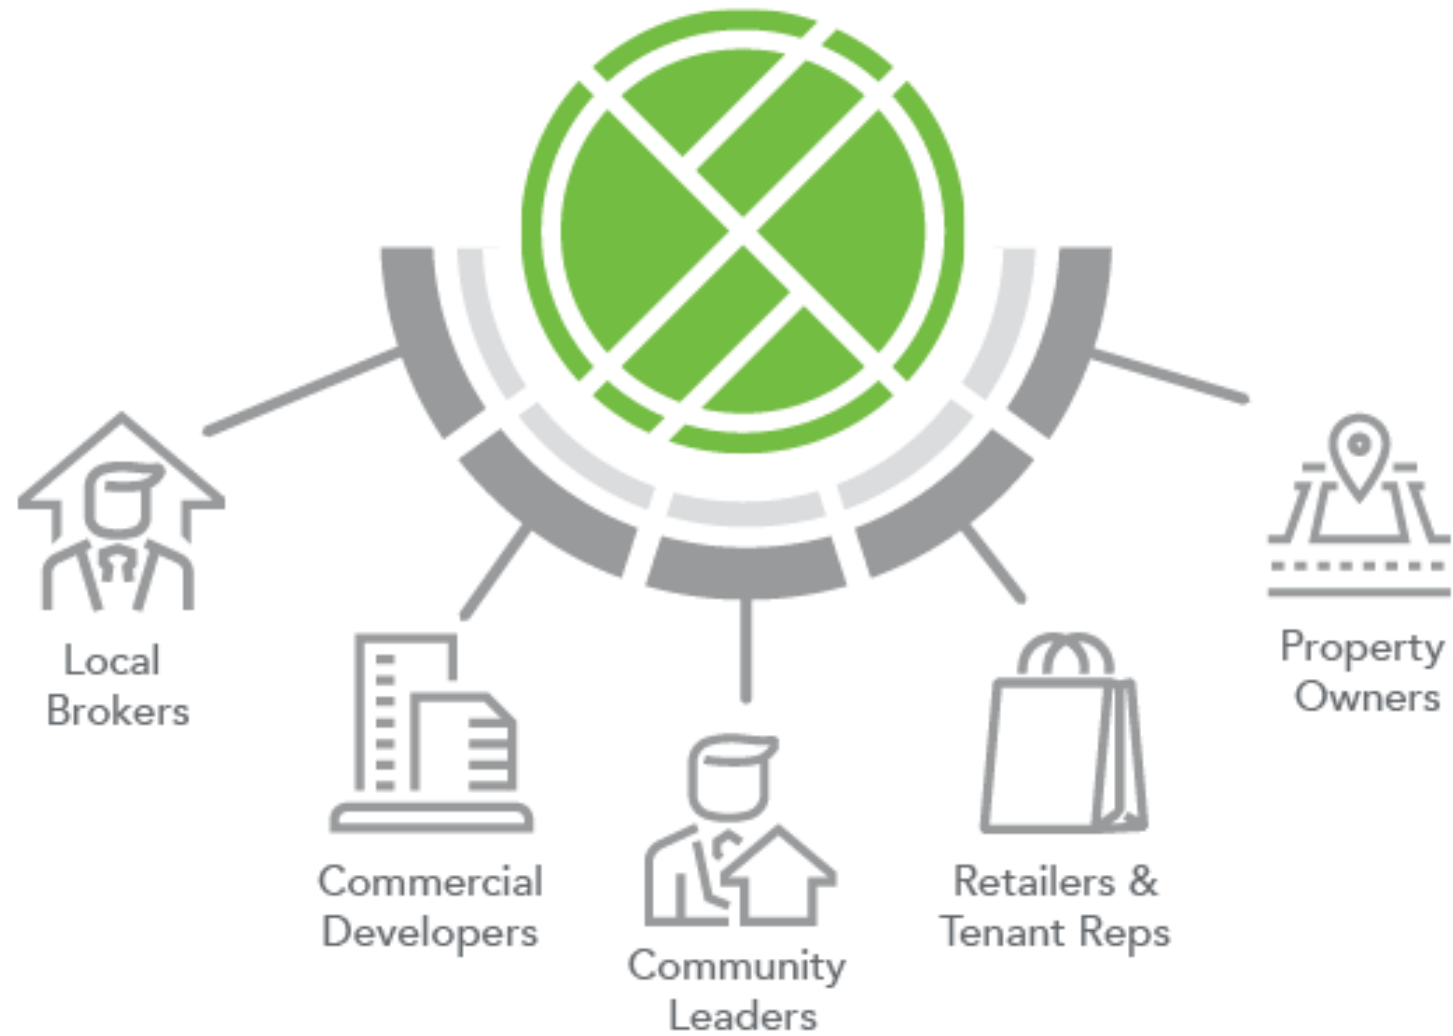 Local
Brokers
Commercial
Developers
Community
Leaders
Retailers &
Tenant Reps
Property
Owners